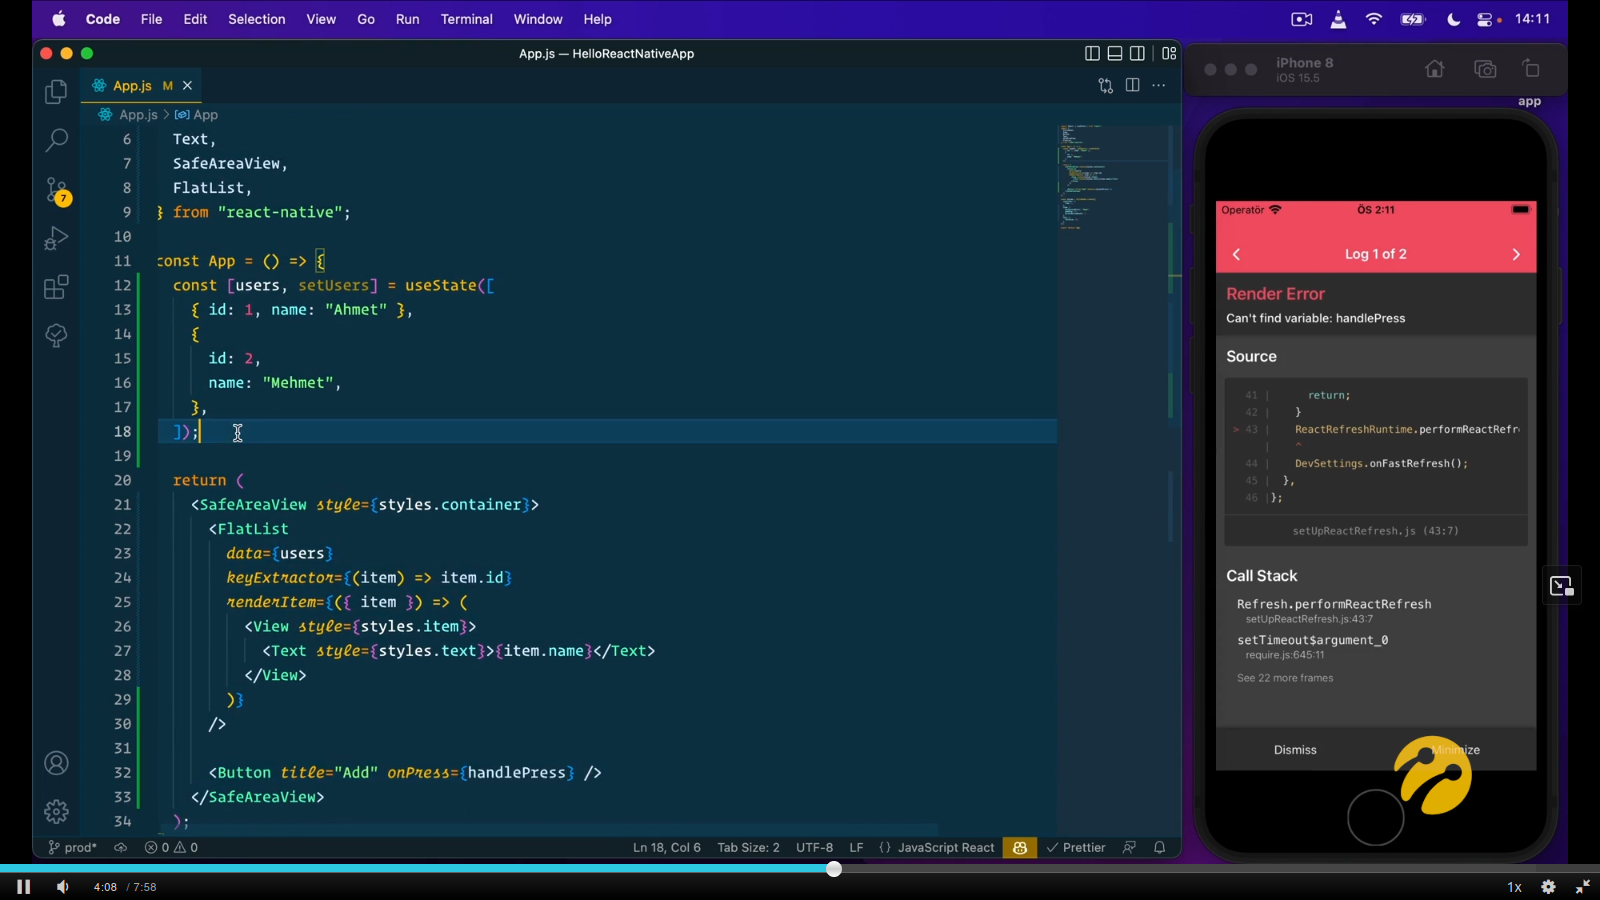 Code File Edit Selection View Go Run Terminal Window Help 14:11
App.js — HelloReactNativeApp
App.js M
App.js > App
6 Text,
7 SafeAreaView,
8 FlatList,
9 } from "react-native";
10
11 const App = () => {
12 const [users, setUsers] = useState([
13 { id: 1, name: "Ahmet" },
14 {
15 id: 2,
16 name: "Mehmet",
17 },
18 ]);
19
20 return (
21 <SafeAreaView style={styles.container}>
22 <FlatList
23 data={users}
24 keyExtractor={(item) => item.id}
25 renderItem={({ item }) => (
26 <View style={styles.item}>
27 <Text style={styles.text}>{item.name}</Text>
28 </View>
29 )}
30 />
31
32 <Button title="Add" onPress={handlePress} />
33 </SafeAreaView>
34 );
7
prod* 0 0 Ln 18, Col 6 Tab Size: 2 UTF-8 LF {} JavaScript React Prettier
iPhone 8
iOS 15.5
app
Operatör ÖS 2:11
Log 1 of 2
Render Error
Can't find variable: handlePress
Source
41 | return;
42 | }
> 43 | ReactRefreshRuntime.performReactRefr
| ^
44 | DevSettings.onFastRefresh();
45 | },
46 | };
setUpReactRefresh.js (43:7)
Call Stack
Refresh.performReactRefresh
setUpReactRefresh.js:43:7
setTimeout$argument_0
require.js:645:11
See 22 more frames
Dismiss Minimize
4:08 / 7:58 1x